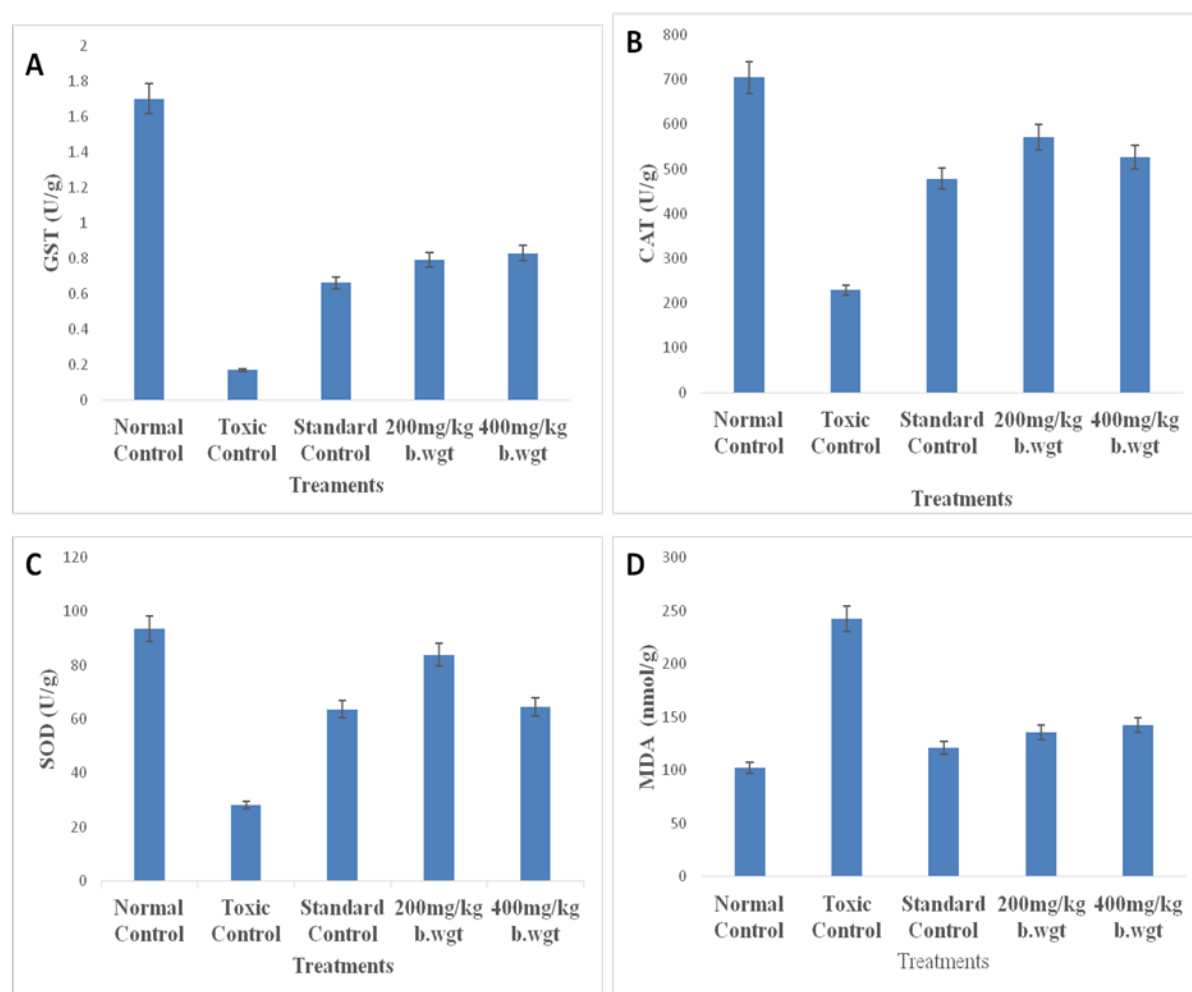 A
GST (U/g)
2
1.8
1.6
1.4
1.2
1
0.8
0.6
0.4
0.2
0
Normal Toxic Standard 200mg/kg 400mg/kg
Control Control Control b.wgt b.wgt
Treaments
B
CAT (U/g)
800
700
600
500
400
300
200
100
0
Normal Toxic Standard 200mg/kg 400mg/kg
Control Control Control b.wgt b.wgt
Treatments
C
SOD (U/g)
120
100
80
60
40
20
0
Normal Toxic Standard 200mg/kg 400mg/kg
Control Control Control b.wgt b.wgt
Treatments
D
MDA (nmol/g)
300
250
200
150
100
50
0
Normal Toxic Standard 200mg/kg 400mg/kg
Control Control Control b.wgt b.wgt
Treatments